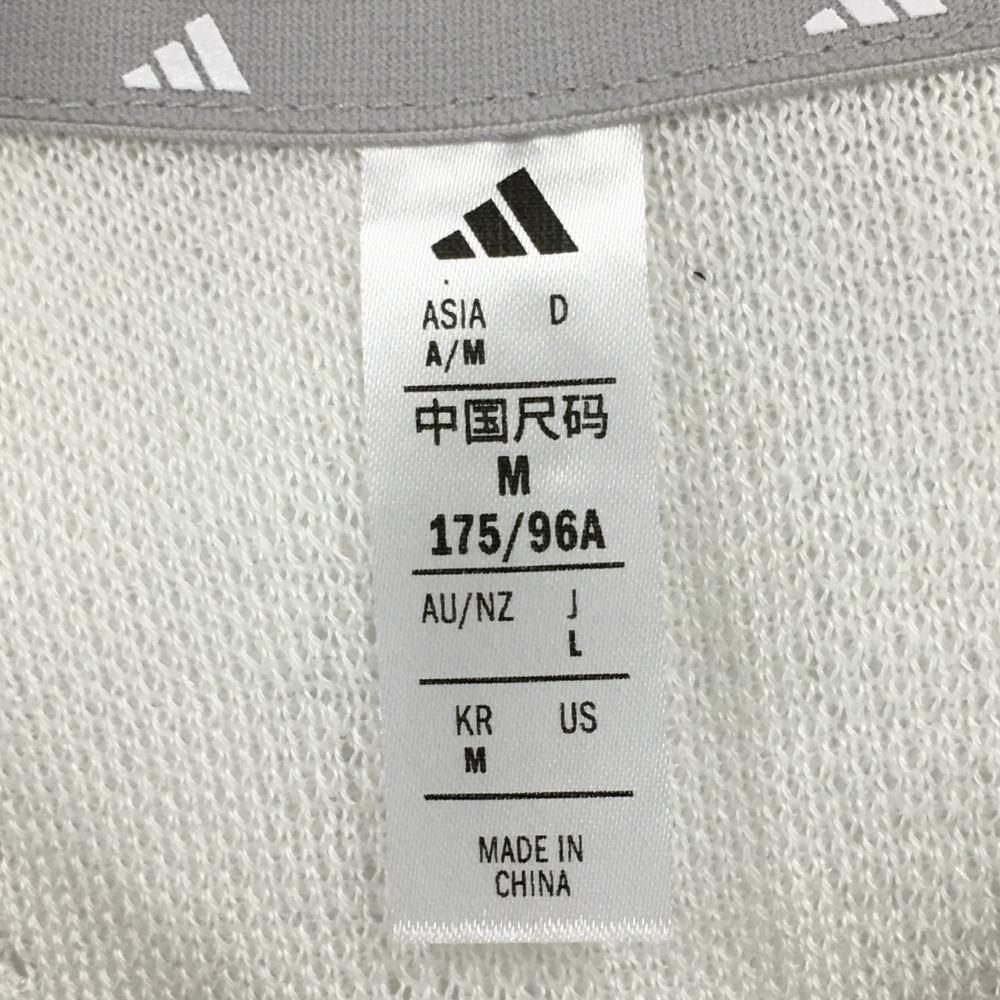 ASIA D
A/M
中国尺码
M
175/96A
AU/NZ J
L
KR US
M
MADE IN
CHINA